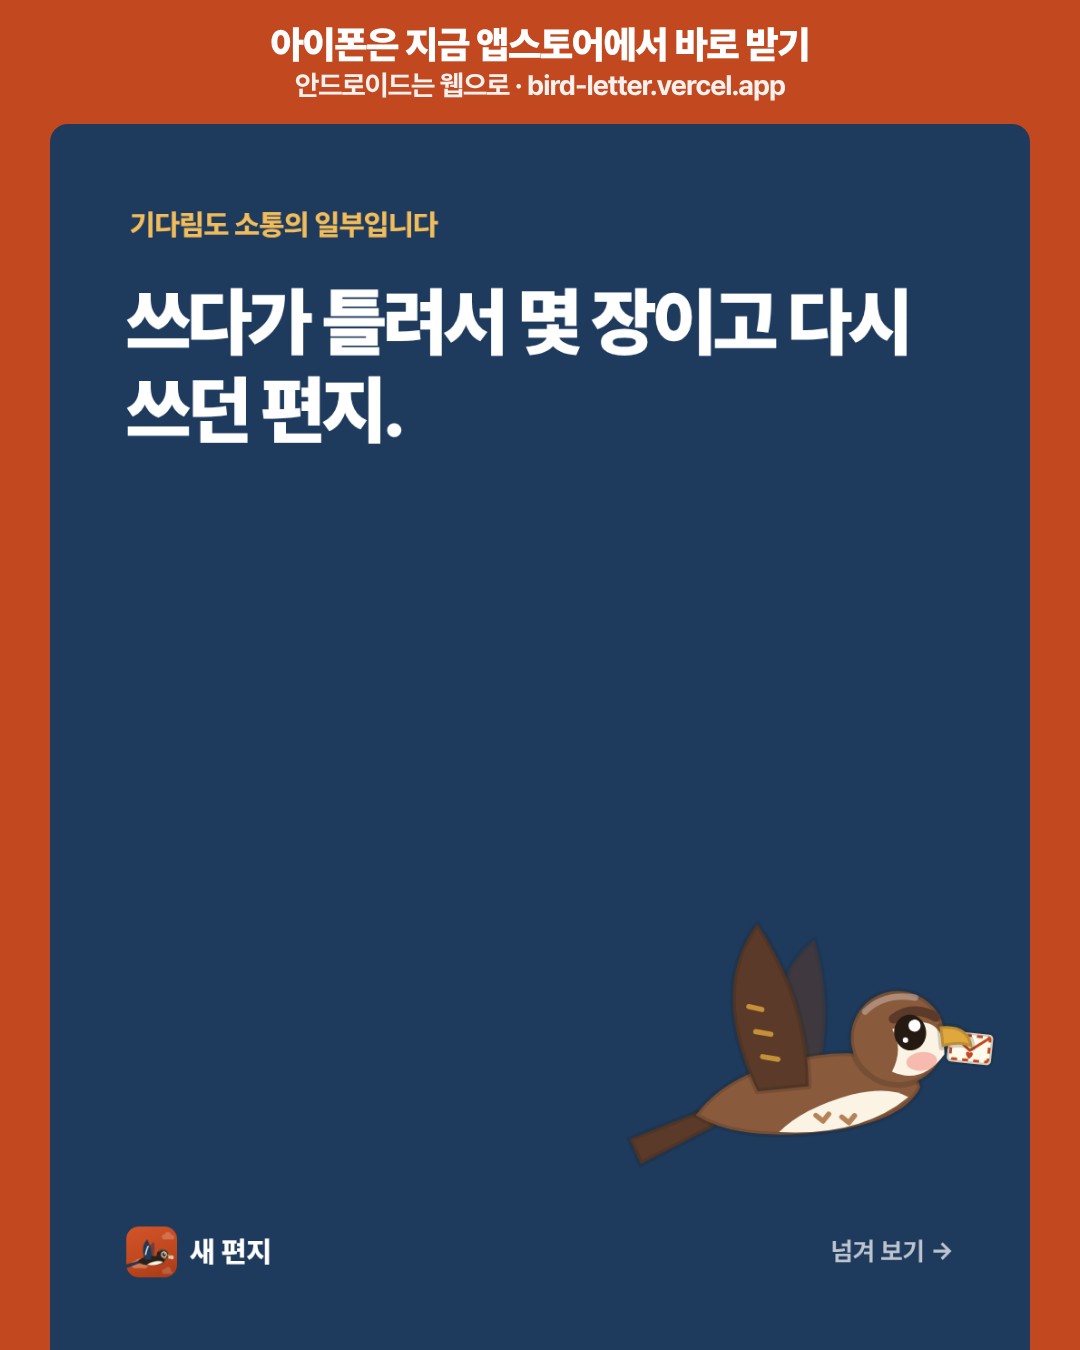 아이폰은 지금 앱스토어에서 바로 받기
안드로이드는 웹으로 · bird-letter.vercel.app
기다림도 소통의 일부입니다
쓰다가 틀려서 몇 장이고 다시
쓰던 편지.
새 편지
넘겨 보기 →